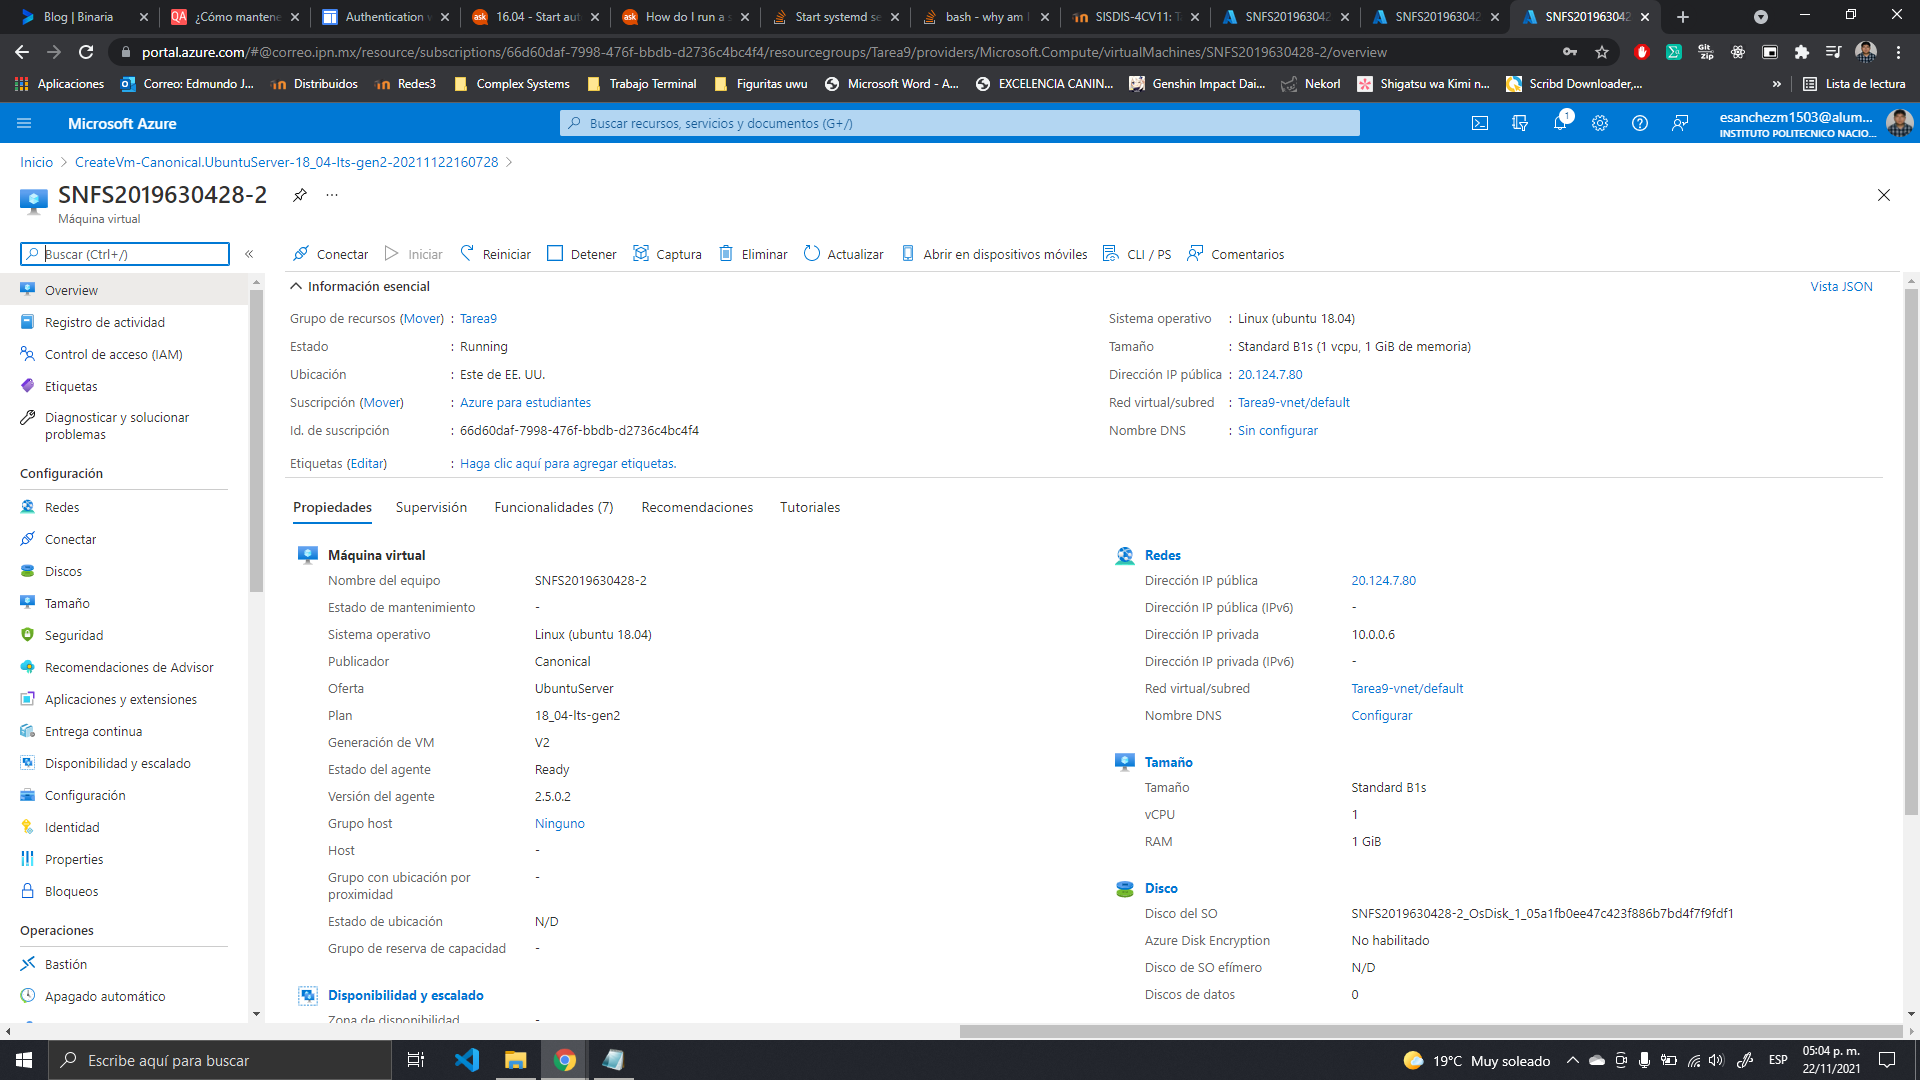 Blog | Binaria
¿Cómo mantene
Authentication
16.04 - Start aut
How do I run a s
Start systemd se
bash - why am I
SISDIS-4CV11: Ta
SNFS201963042
SNFS201963042
SNFS201963042
portal.azure.com/#@correo.ipn.mx/resource/subscriptions/66d60daf-7998-476f-bbdb-d2736c4bc4f4/resourcegroups/Tarea9/providers/Microsoft.Compute/virtualMachines/SNFS2019630428-2/overview
Aplicaciones
Correo: Edmundo J...
Distribuidos
Redes3
Complex Systems
Trabajo Terminal
Figuritas uwu
Microsoft Word - A...
EXCELENCIA CANIN...
Genshin Impact Dai...
Nekorl
Shigatsu wa Kimi n...
Scribd Downloader,...
»
Lista de lectura
Microsoft Azure
Buscar recursos, servicios y documentos (G+/)
1
esanchezm1503@alum...
INSTITUTO POLITECNICO NACIO...
Inicio > CreateVm-Canonical.UbuntuServer-18_04-lts-gen2-20211122160728 >
SNFS2019630428-2
...
Máquina virtual
Buscar (Ctrl+/)
«
Conectar
Iniciar
Reiniciar
Detener
Captura
Eliminar
Actualizar
Abrir en dispositivos móviles
CLI / PS
Comentarios
Overview
Registro de actividad
Control de acceso (IAM)
Etiquetas
Diagnosticar y solucionar
problemas
Configuración
Redes
Conectar
Discos
Tamaño
Seguridad
Recomendaciones de Advisor
Aplicaciones y extensiones
Entrega continua
Disponibilidad y escalado
Configuración
Identidad
Properties
Bloqueos
Operaciones
Bastión
Apagado automático
Información esencial
Vista JSON
Grupo de recursos (Mover) : Tarea9
Estado : Running
Ubicación : Este de EE. UU.
Suscripción (Mover) : Azure para estudiantes
Id. de suscripción : 66d60daf-7998-476f-bbdb-d2736c4bc4f4
Etiquetas (Editar) : Haga clic aquí para agregar etiquetas.
Sistema operativo : Linux (ubuntu 18.04)
Tamaño : Standard B1s (1 vcpu, 1 GiB de memoria)
Dirección IP pública : 20.124.7.80
Red virtual/subred : Tarea9-vnet/default
Nombre DNS : Sin configurar
Propiedades
Supervisión
Funcionalidades (7)
Recomendaciones
Tutoriales
Máquina virtual
Nombre del equipo SNFS2019630428-2
Estado de mantenimiento -
Sistema operativo Linux (ubuntu 18.04)
Publicador Canonical
Oferta UbuntuServer
Plan 18_04-lts-gen2
Generación de VM V2
Estado del agente Ready
Versión del agente 2.5.0.2
Grupo host Ninguno
Host -
Grupo con ubicación por -
proximidad
Estado de ubicación N/D
Grupo de reserva de capacidad -
Disponibilidad y escalado
Zona de disponibilidad -
Redes
Dirección IP pública 20.124.7.80
Dirección IP pública (IPv6) -
Dirección IP privada 10.0.0.6
Dirección IP privada (IPv6) -
Red virtual/subred Tarea9-vnet/default
Nombre DNS Configurar
Tamaño
Tamaño Standard B1s
vCPU 1
RAM 1 GiB
Disco
Disco del SO SNFS2019630428-2_OsDisk_1_05a1fb0ee47c423f886b7bd4f7f9fdf1
Azure Disk Encryption No habilitado
Disco de SO efímero N/D
Discos de datos 0
Escribe aquí para buscar
19°C Muy soleado
ESP
05:04 p. m.
22/11/2021